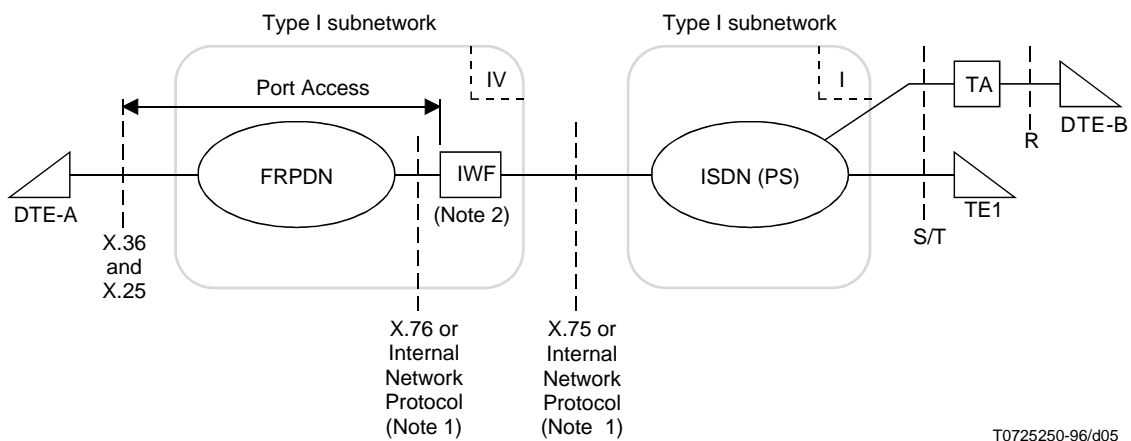 Type I subnetwork
Type I subnetwork
IV
I
Port Access
TA
DTE-B
R
FRPDN
IWF
ISDN (PS)
DTE-A
(Note 2)
TE1
S/T
X.36
and
X.25
X.76 or
Internal
Network
Protocol
(Note 1)
X.75 or
Internal
Network
Protocol
(Note 1)
T0725250-96/d05